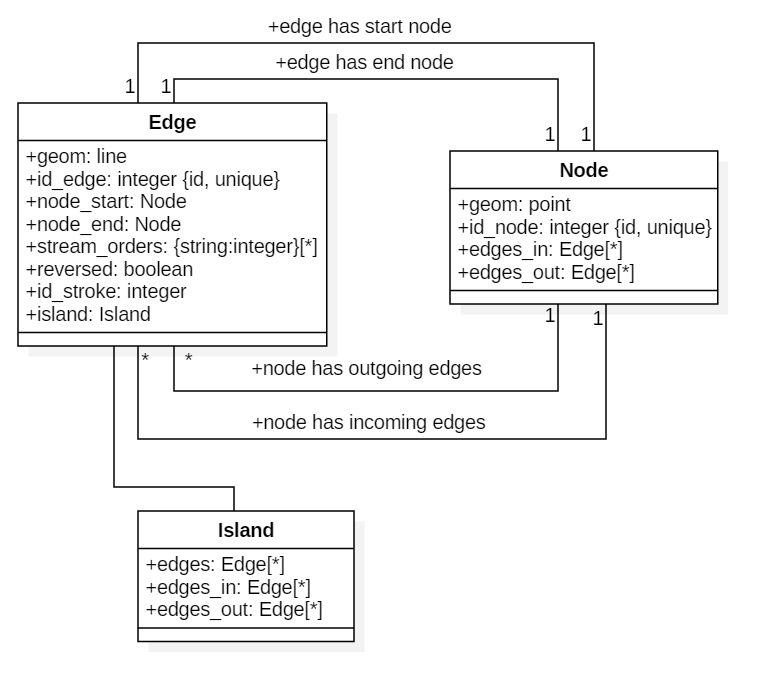 +edge has start node
+edge has end node
1
1
1
1
Edge
+geom: line
+id_edge: integer {id, unique}
+node_start: Node
+node_end: Node
+stream_orders: {string:integer}[*]
+reversed: boolean
+id_stroke: integer
+island: Island
Node
+geom: point
+id_node: integer {id, unique}
+edges_in: Edge[*]
+edges_out: Edge[*]
1
1
*
*
+node has outgoing edges
+node has incoming edges
Island
+edges: Edge[*]
+edges_in: Edge[*]
+edges_out: Edge[*]